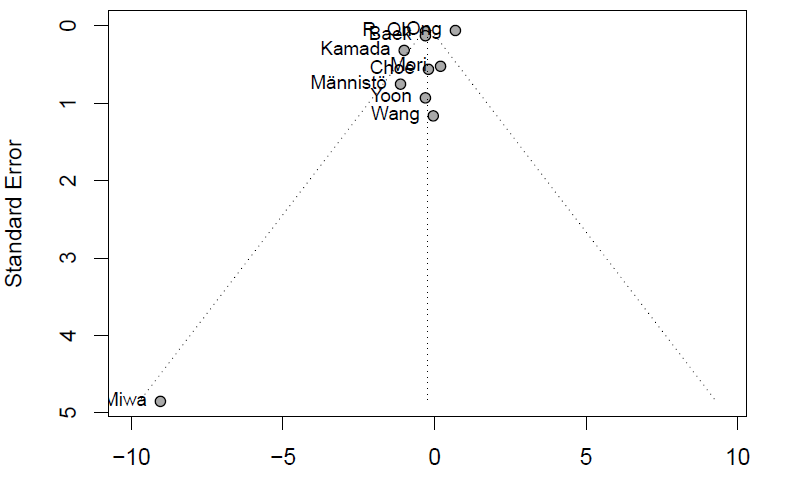 Standard Error
0
1
2
3
4
5
Ong
Baek
Kamada
Mori
Choe
Männistö
Yoon
Wang
Miwa
−10
−5
0
5
10